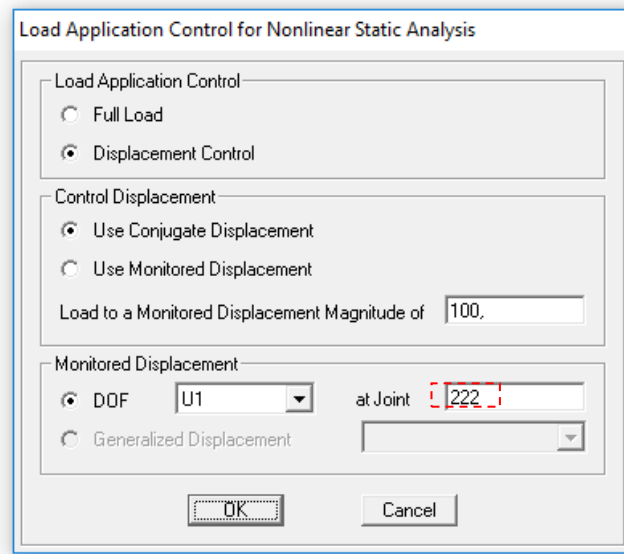 Load Application Control for Nonlinear Static Analysis
Load Application Control
Full Load
Displacement Control
Control Displacement
Use Conjugate Displacement
Use Monitored Displacement
Load to a Monitored Displacement Magnitude of 100,
Monitored Displacement
DOF U1 at Joint 222
Generalized Displacement
OK Cancel